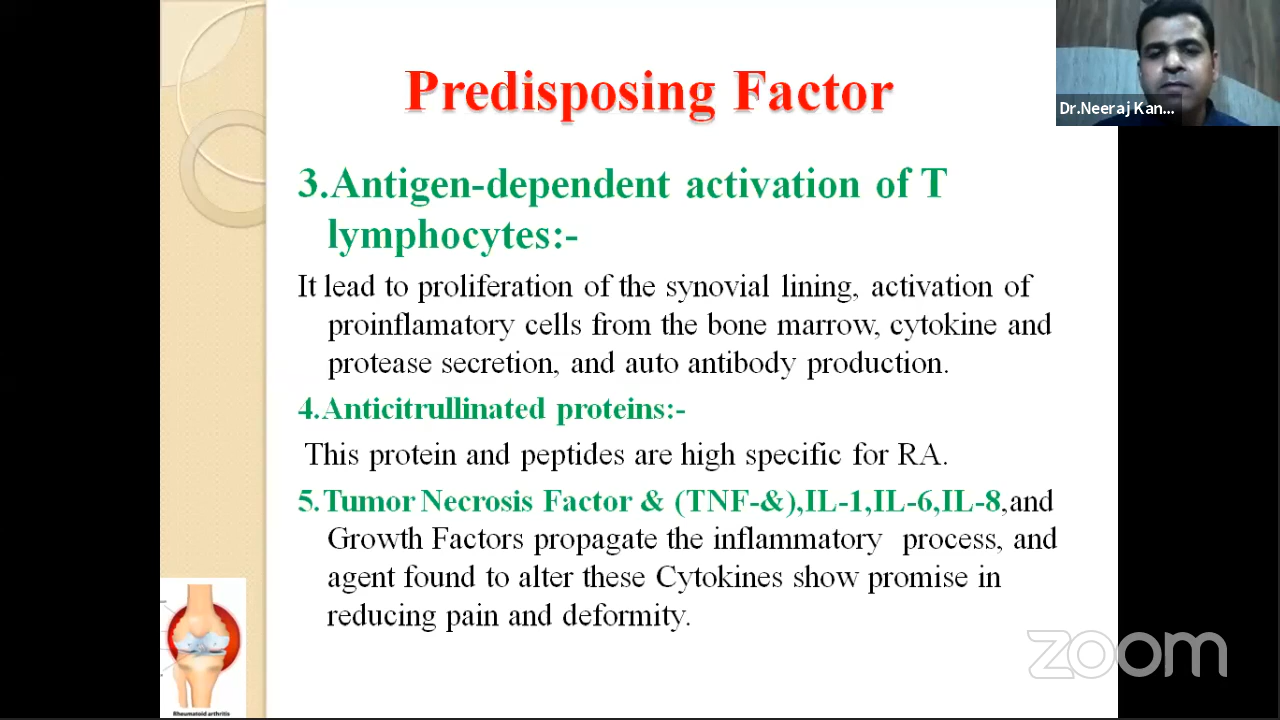 Predisposing Factor
Dr.Neeraj Kan...
3.Antigen-dependent activation of T
lymphocytes:-
It lead to proliferation of the synovial lining, activation of
proinflamatory cells from the bone marrow, cytokine and
protease secretion, and auto antibody production.
4.Anticitrullinated proteins:-
This protein and peptides are high specific for RA.
5.Tumor Necrosis Factor & (TNF-&),IL-1,IL-6,IL-8,and
Growth Factors propagate the inflammatory process, and
agent found to alter these Cytokines show promise in
reducing pain and deformity.
Rheumatoid arthritis
zoom